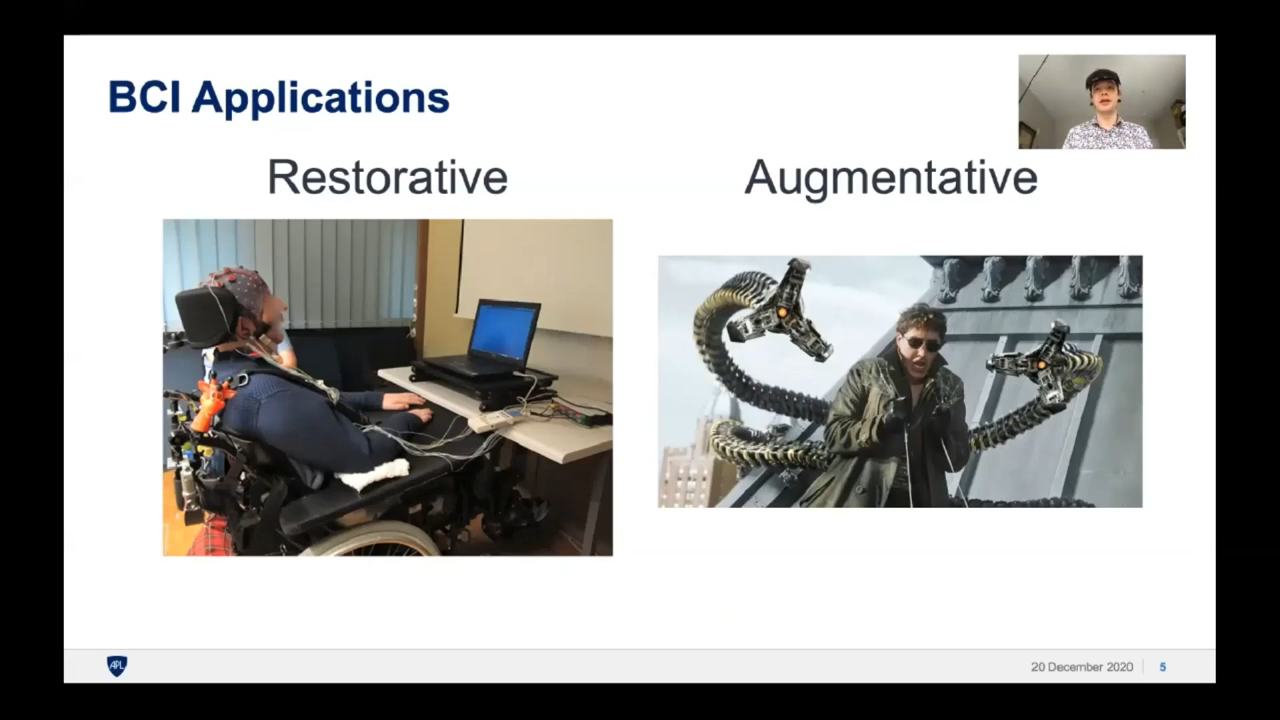 BCI Applications
Restorative
Augmentative
APL
20 December 2020
5